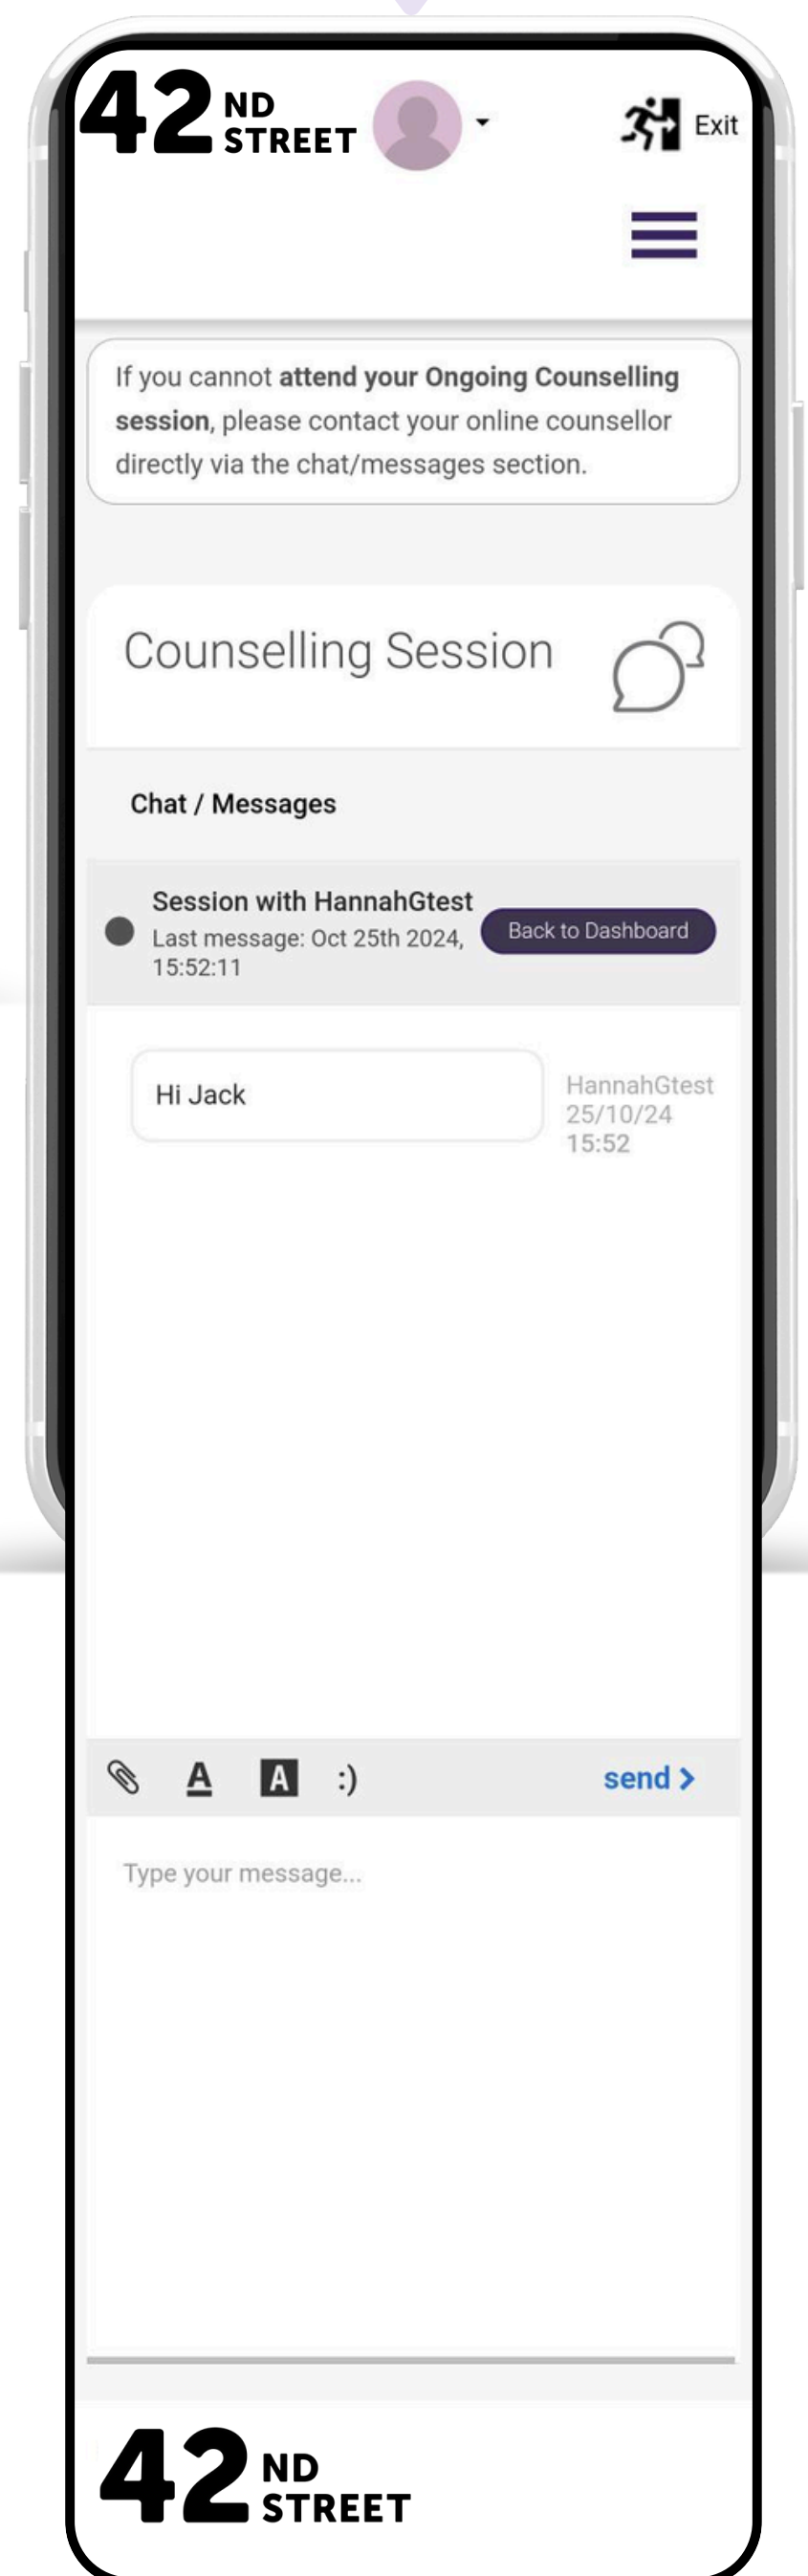 42 ND STREET
Exit
If you cannot attend your Ongoing Counselling
session, please contact your online counsellor
directly via the chat/messages section.
Counselling Session
Chat / Messages
Session with HannahGtest
Last message: Oct 25th 2024,
15:52:11
Back to Dashboard
Hi Jack
HannahGtest
25/10/24
15:52
A
A
:)
send >
Type your message...
42 ND STREET